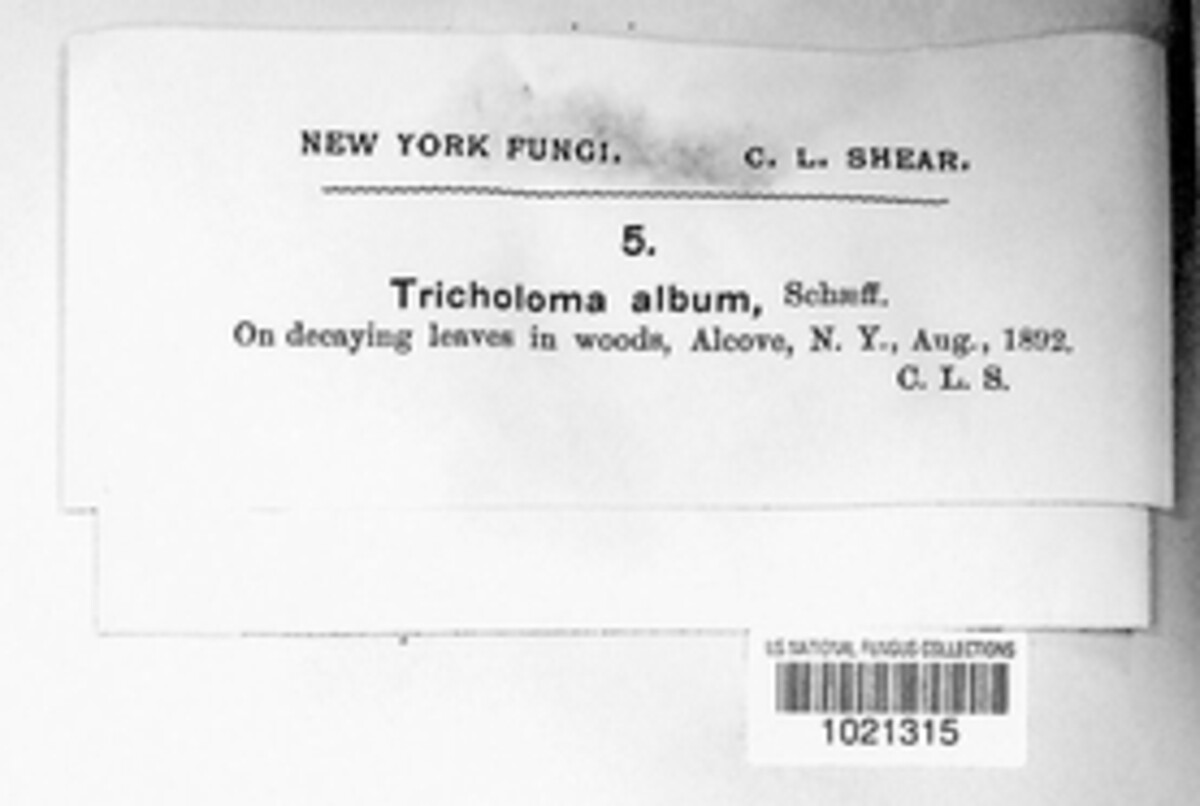 NEW YORK FUNGI. C. L. SHEAR.
5.
Tricholoma album, Schæff.
On decaying leaves in woods, Alcove, N. Y., Aug., 1892.
C. L. S.
U.S. NATIONAL FUNGUS COLLECTIONS
1021315